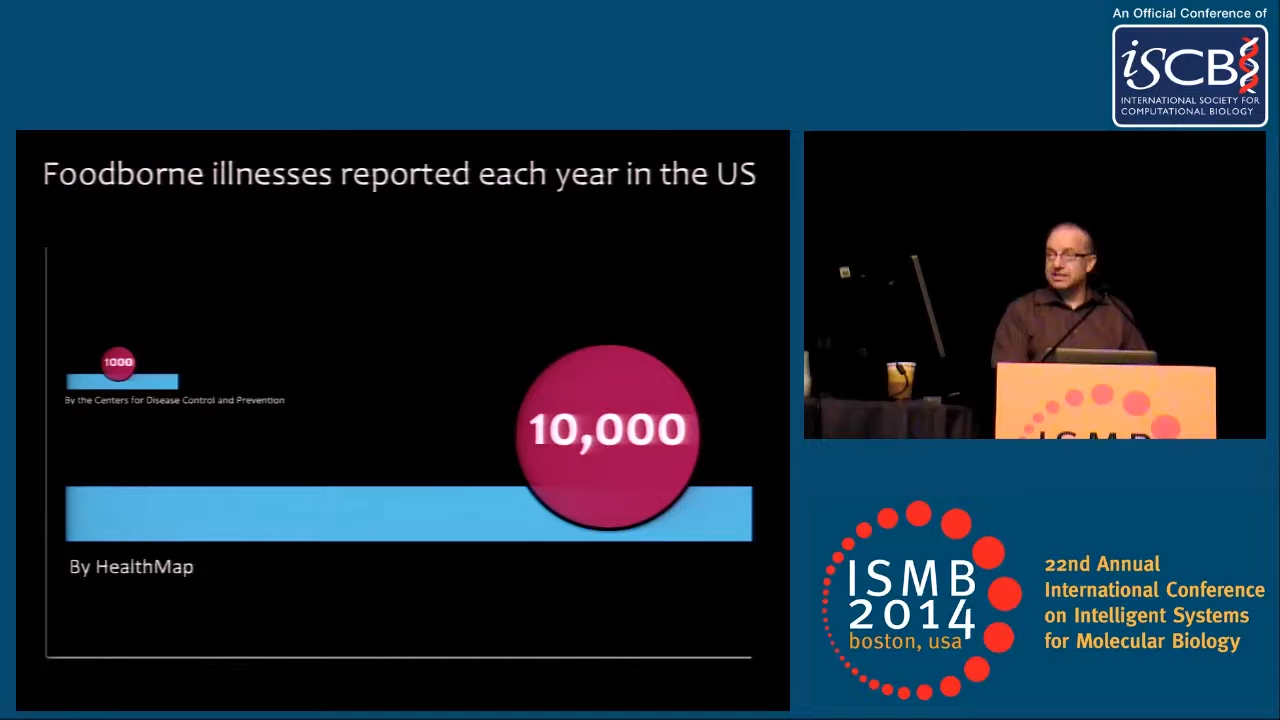 An Official Conference of
iSCB
INTERNATIONAL SOCIETY FOR
COMPUTATIONAL BIOLOGY
Foodborne illnesses reported each year in the US
1000
By the Centers for Disease Control and Prevention
10,000
By HealthMap
ISMB
ISMB
2014
boston, usa
22nd Annual
International Conference
on Intelligent Systems
for Molecular Biology